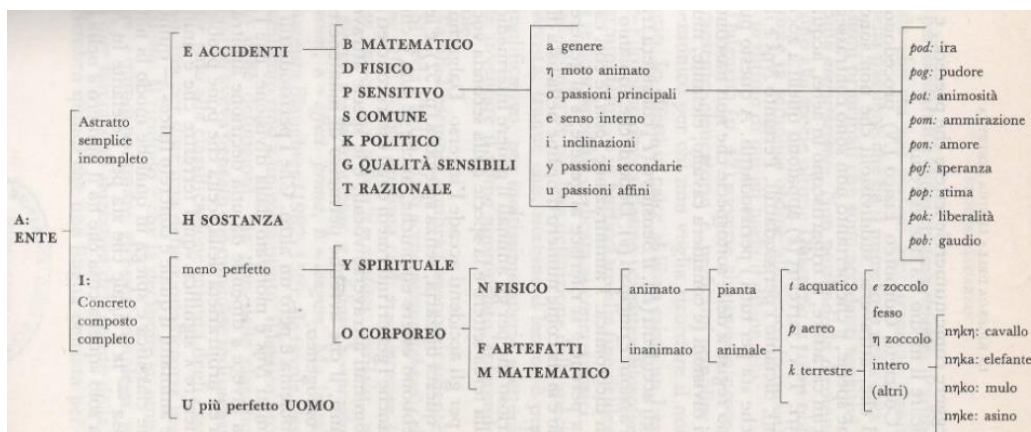 A:
ENTE
Astratto
semplice
incompleto
E ACCIDENTI
B MATEMATICO
D FISICO
P SENSITIVO
S COMUNE
K POLITICO
G QUALITÀ SENSIBILI
T RAZIONALE
a genere
η moto animato
o passioni principali
e senso interno
i inclinazioni
y passioni secondarie
u passioni affini
pod: ira
pog: pudore
pot: animosità
pom: ammirazione
pon: amore
pof: speranza
pop: stima
pok: liberalità
pob: gaudio
H SOSTANZA
I:
Concreto
composto
completo
meno perfetto
Y SPIRITUALE
O CORPOREO
N FISICO
F ARTEFATTI
M MATEMATICO
animato
inanimato
pianta
animale
t acquatico
p aereo
k terrestre
e zoccolo
fesso
η zoccolo
intero
(altri)
nηkη: cavallo
nηka: elefante
nηko: mulo
nηke: asino
U più perfetto UOMO